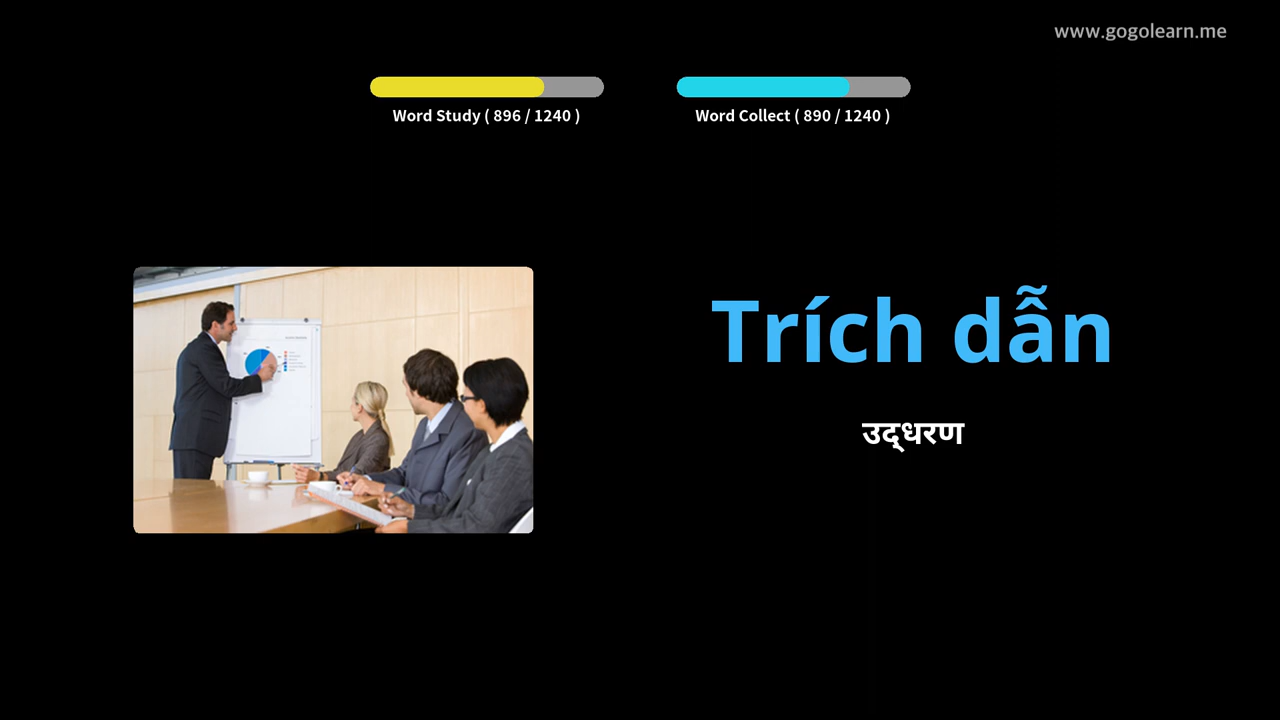 www.gogolearn.me
Word Study ( 896 / 1240 )
Word Collect ( 890 / 1240 )
Trích dẫn
उद्धरण